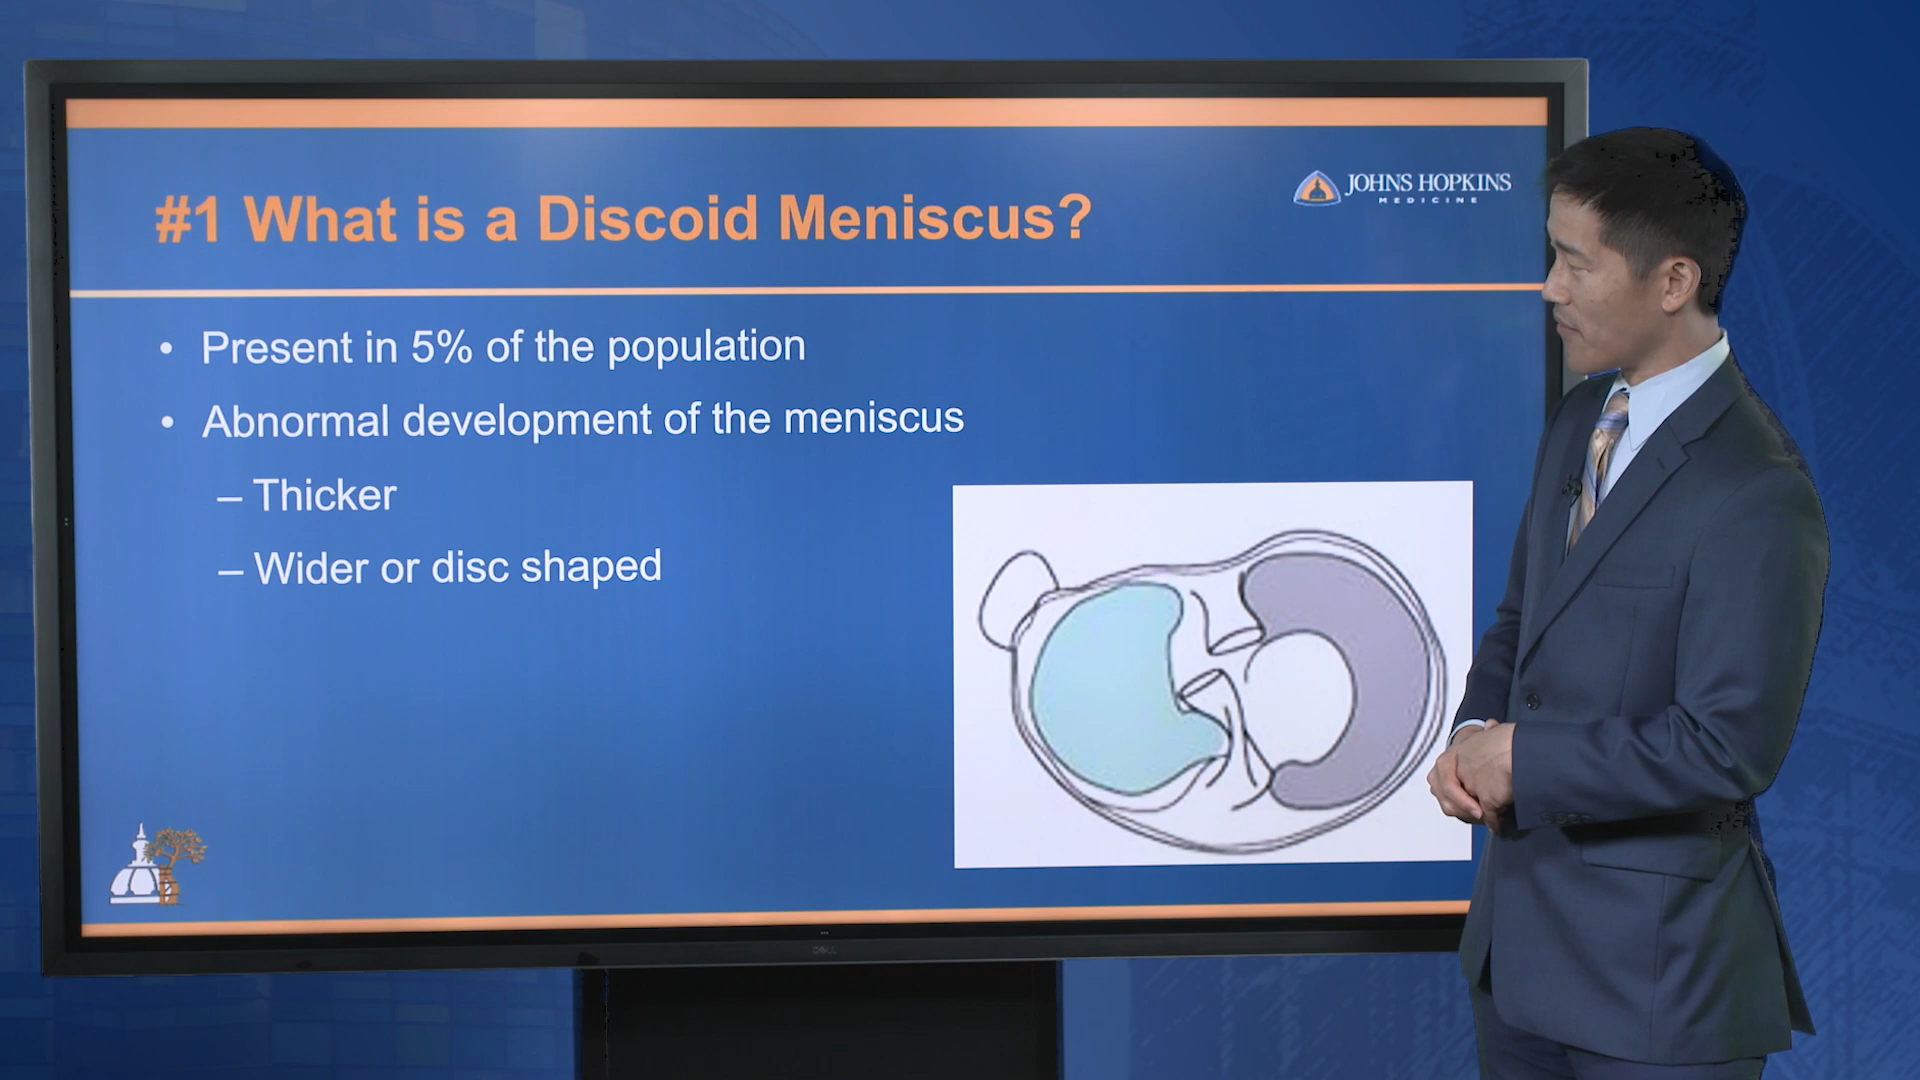 JOHNS HOPKINS
MEDICINE
#1 What is a Discoid Meniscus?
• Present in 5% of the population
• Abnormal development of the meniscus
– Thicker
– Wider or disc shaped
DELL